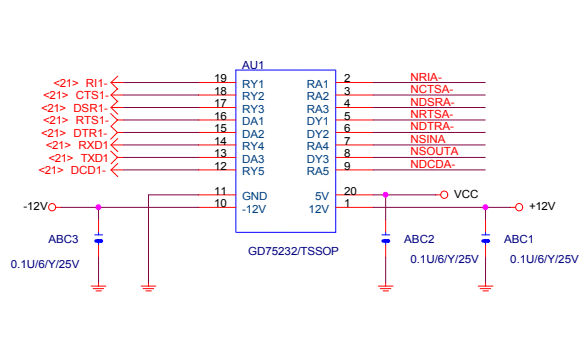 AU1
<21> RI1- 19 RY1 RA1 2 NRIA-
<21> CTS1- 18 RY2 RA2 3 NCTSA-
<21> DSR1- 17 RY3 RA3 4 NDSRA-
<21> RTS1- 16 DA1 DY1 5 NRTSA-
<21> DTR1- 15 DA2 DY2 6 NDTRA-
<21> RXD1 14 RY4 RA4 7 NSINA
<21> TXD1 13 DA3 DY3 8 NSOUTA
<21> DCD1- 12 RY5 RA5 9 NDCDA-
11 GND 5V 20 VCC
-12V 10 -12V 12V 1 +12V
ABC3 ABC2 ABC1
GD75232/TSSOP
0.1U/6/Y/25V 0.1U/6/Y/25V 0.1U/6/Y/25V